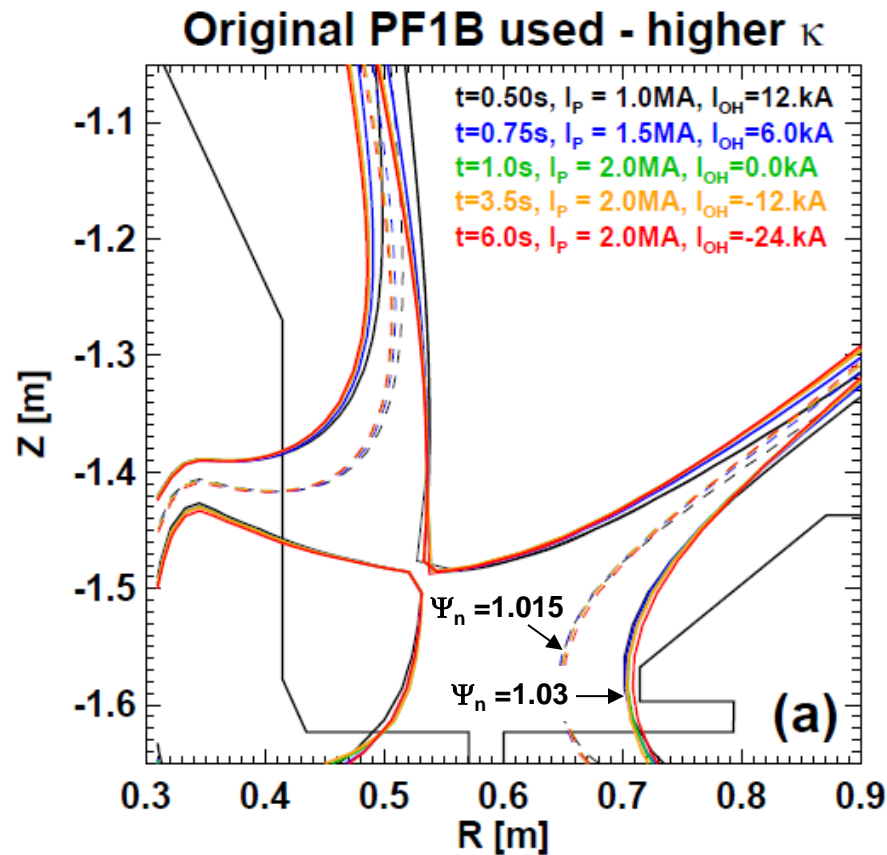 Original PF1B used - higher κ
t=0.50s, I_P = 1.0MA, I_OH=12.kA
t=0.75s, I_P = 1.5MA, I_OH=6.0kA
t=1.0s, I_P = 2.0MA, I_OH=0.0kA
t=3.5s, I_P = 2.0MA, I_OH=-12.kA
t=6.0s, I_P = 2.0MA, I_OH=-24.kA
-1.1
-1.2
-1.3
-1.4
-1.5
-1.6
Z [m]
Ψ_n =1.015
Ψ_n =1.03
(a)
0.3 0.4 0.5 0.6 0.7 0.8 0.9
R [m]